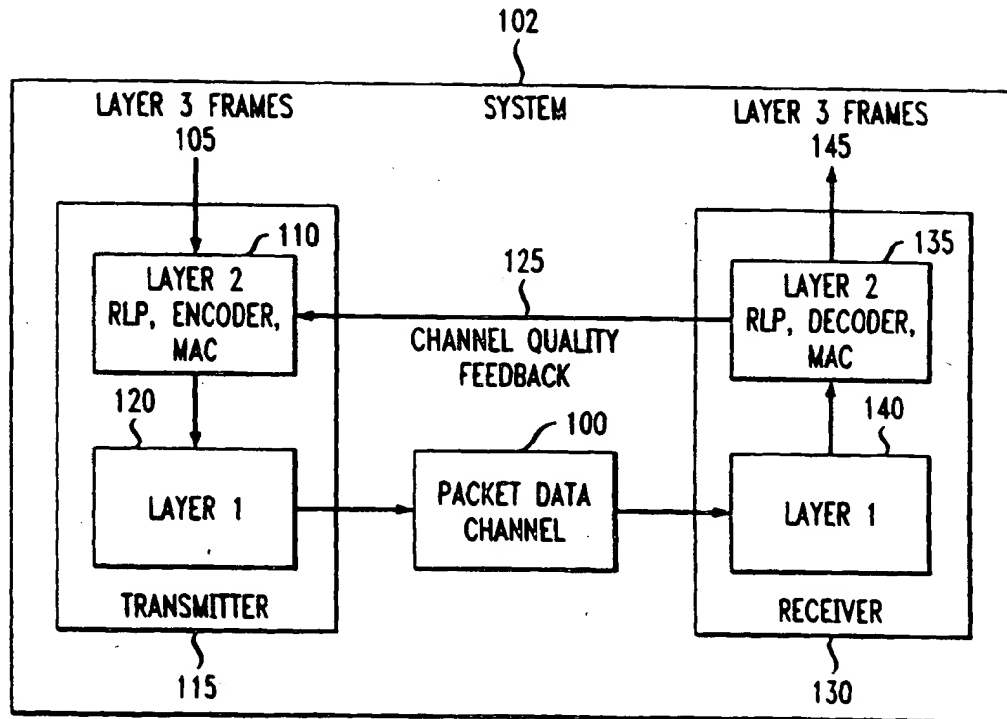 102
LAYER 3 FRAMES
105
SYSTEM
LAYER 3 FRAMES
145
110
LAYER 2
RLP, ENCODER,
MAC
125
CHANNEL QUALITY
FEEDBACK
135
LAYER 2
RLP, DECODER,
MAC
120
LAYER 1
100
PACKET DATA
CHANNEL
140
LAYER 1
TRANSMITTER
115
RECEIVER
130